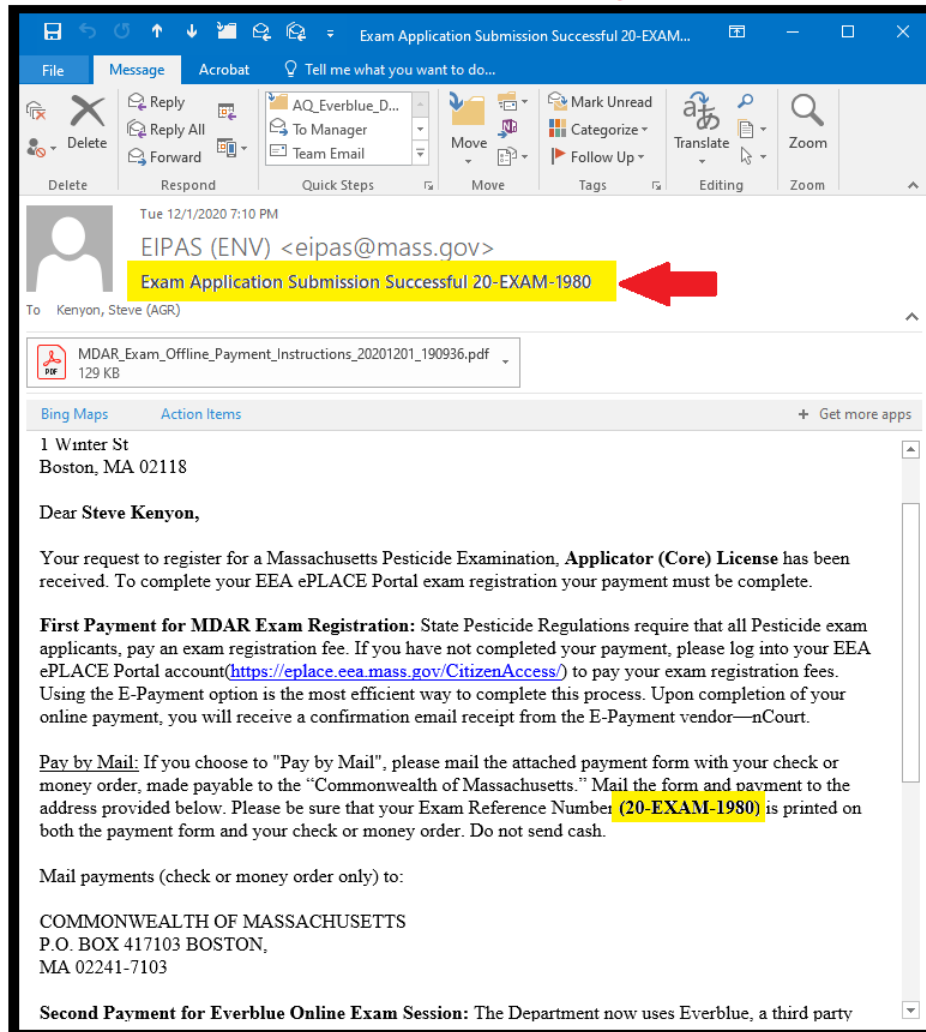 Exam Application Submission Successful 20-EXAM...
File Message Acrobat Tell me what you want to do...
Delete
Reply
Reply All
Forward
AQ_Everblue_D...
To Manager
Team Email
Move
Mark Unread
Categorize
Follow Up
Translate
Zoom
Delete Respond Quick Steps Move Tags Editing Zoom
Tue 12/1/2020 7:10 PM
EIPAS (ENV) <eipas@mass.gov>
Exam Application Submission Successful 20-EXAM-1980
To Kenyon, Steve (AGR)
PDF
MDAR_Exam_Offline_Payment_Instructions_20201201_190936.pdf
129 KB
Bing Maps Action Items + Get more apps
1 Winter St
Boston, MA 02118
Dear Steve Kenyon,
Your request to register for a Massachusetts Pesticide Examination, Applicator (Core) License has been
received. To complete your EEA ePLACE Portal exam registration your payment must be complete.
First Payment for MDAR Exam Registration: State Pesticide Regulations require that all Pesticide exam
applicants, pay an exam registration fee. If you have not completed your payment, please log into your EEA
ePLACE Portal account(https://eplace.eea.mass.gov/CitizenAccess/) to pay your exam registration fees.
Using the E-Payment option is the most efficient way to complete this process. Upon completion of your
online payment, you will receive a confirmation email receipt from the E-Payment vendor—nCourt.
Pay by Mail: If you choose to "Pay by Mail", please mail the attached payment form with your check or
money order, made payable to the “Commonwealth of Massachusetts.” Mail the form and payment to the
address provided below. Please be sure that your Exam Reference Number (20-EXAM-1980) is printed on
both the payment form and your check or money order. Do not send cash.
Mail payments (check or money order only) to:
COMMONWEALTH OF MASSACHUSETTS
P.O. BOX 417103 BOSTON,
MA 02241-7103
Second Payment for Everblue Online Exam Session: The Department now uses Everblue, a third party